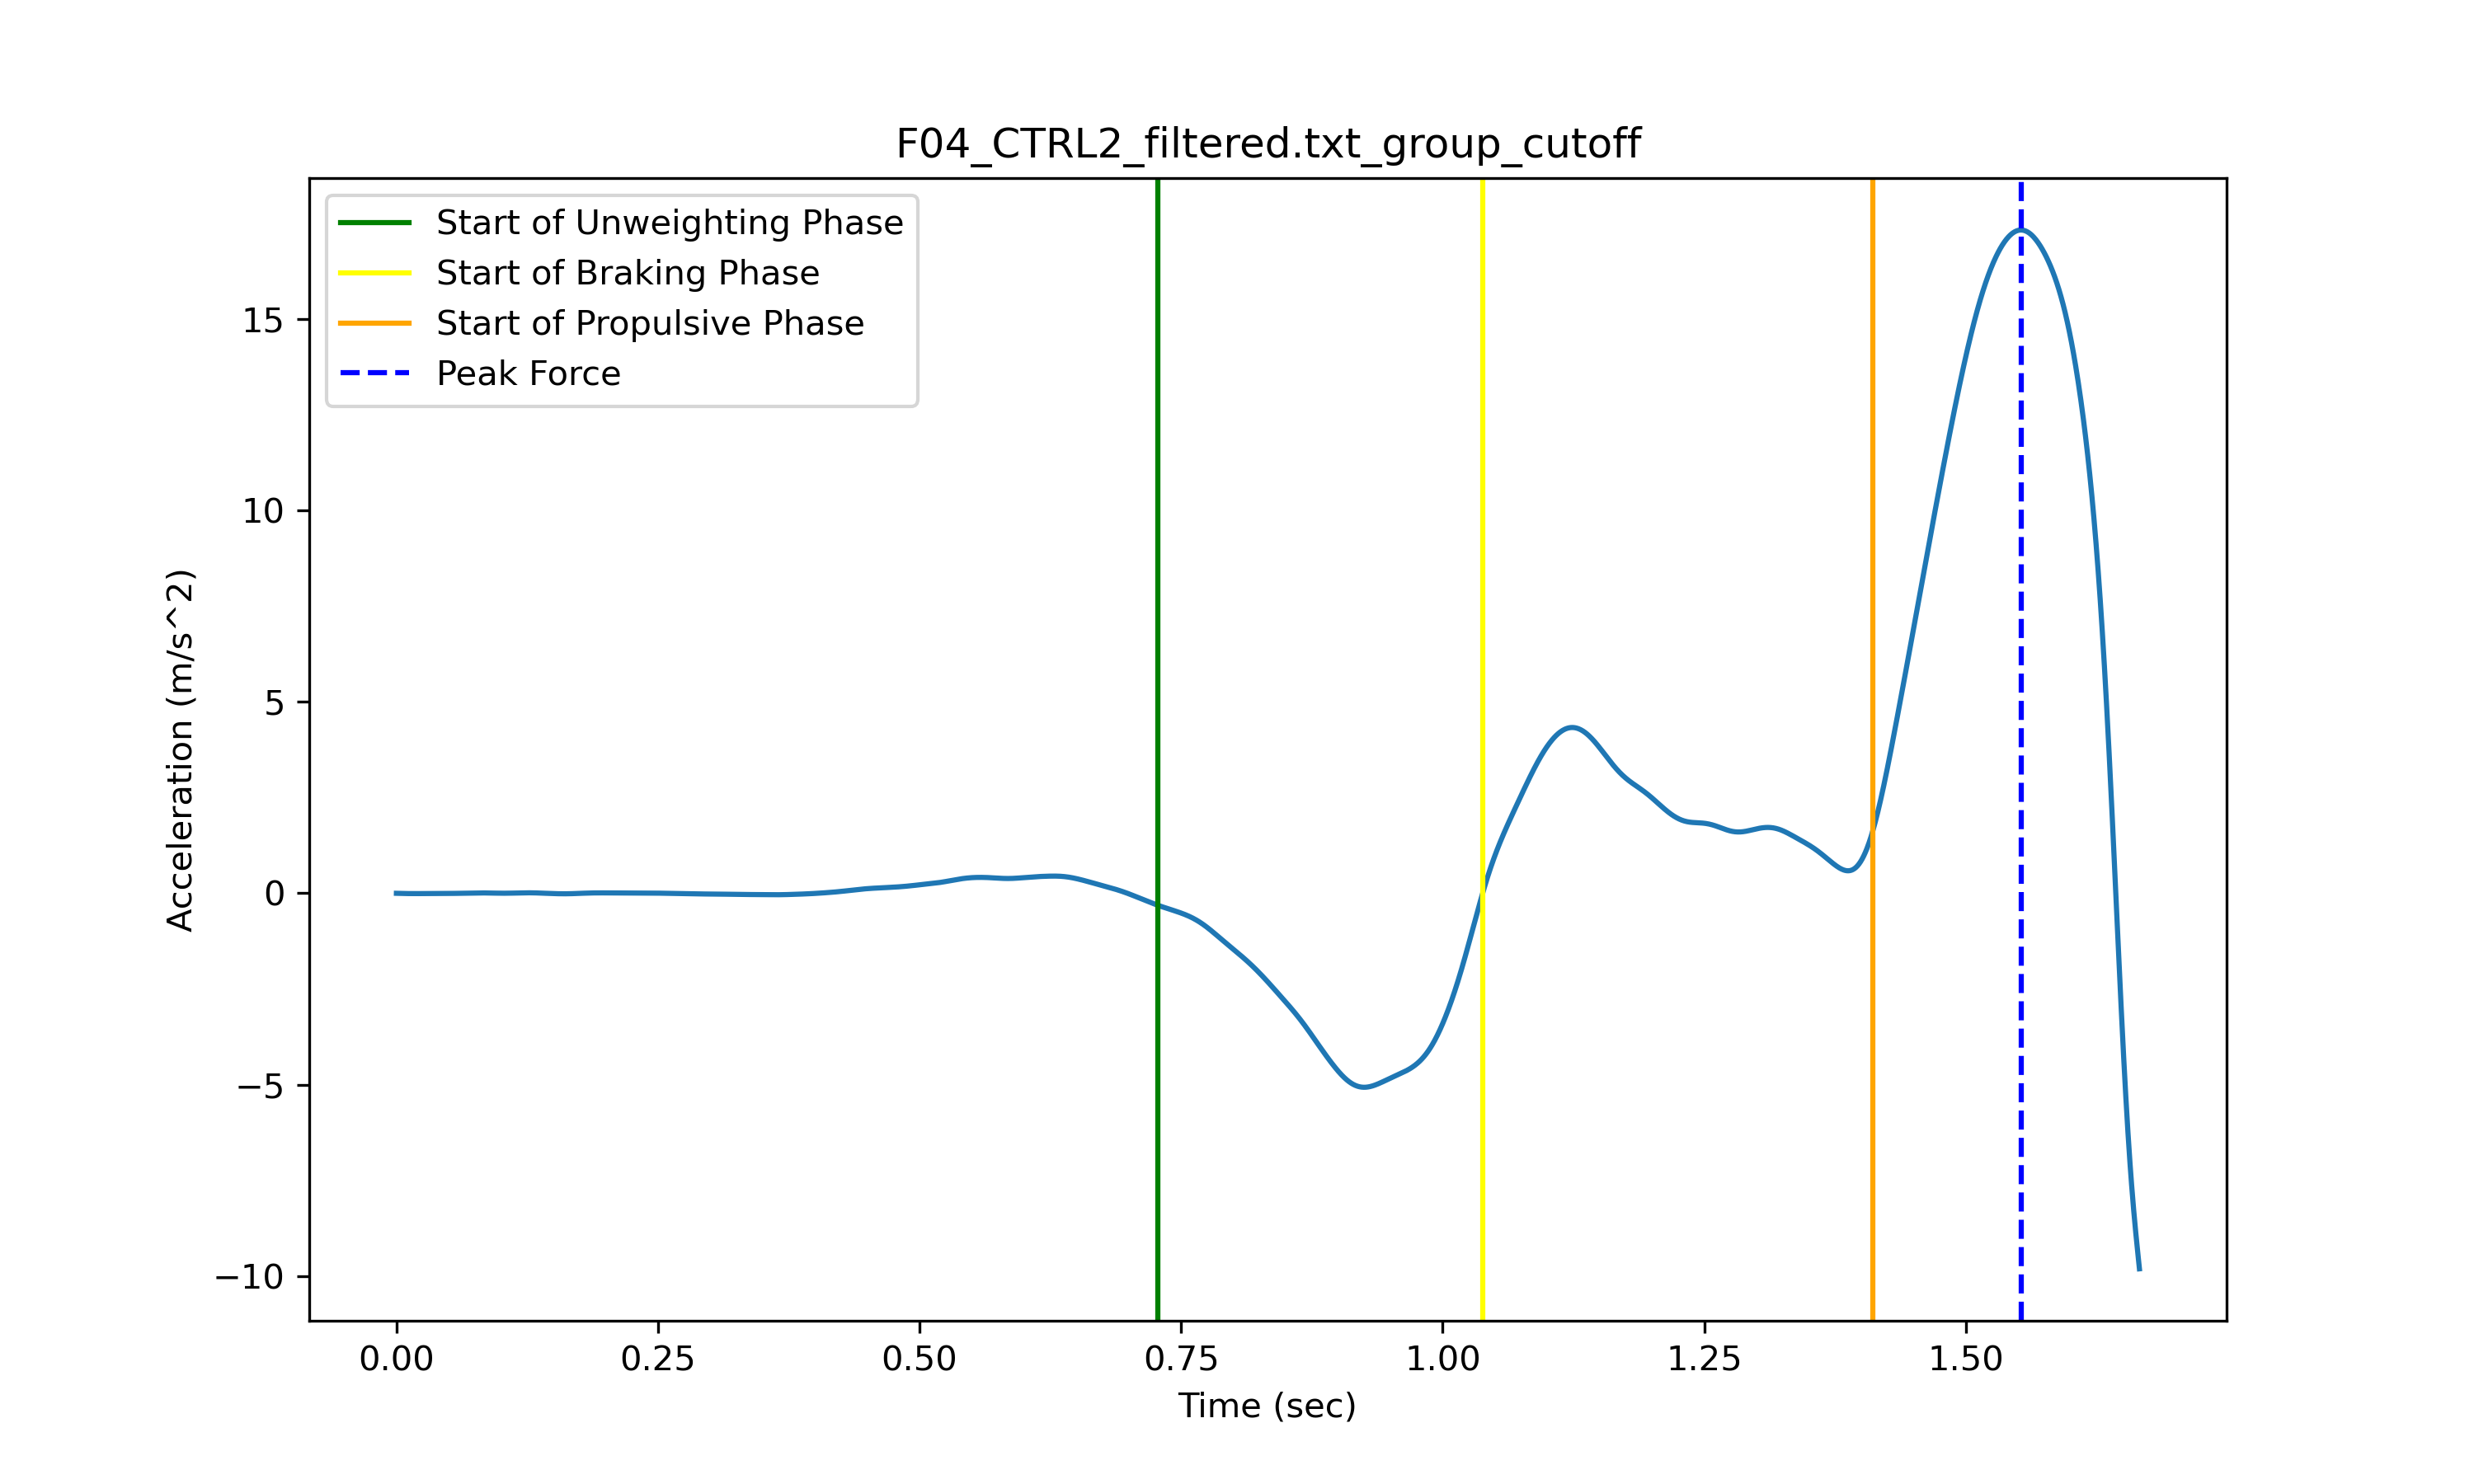 F04_CTRL2_filtered.txt_group_cutoff
Start of Unweighting Phase
Start of Braking Phase
Start of Propulsive Phase
Peak Force
Acceleration (m/s^2)
15
10
5
0
−5
−10
0.00 0.25 0.50 0.75 1.00 1.25 1.50
Time (sec)